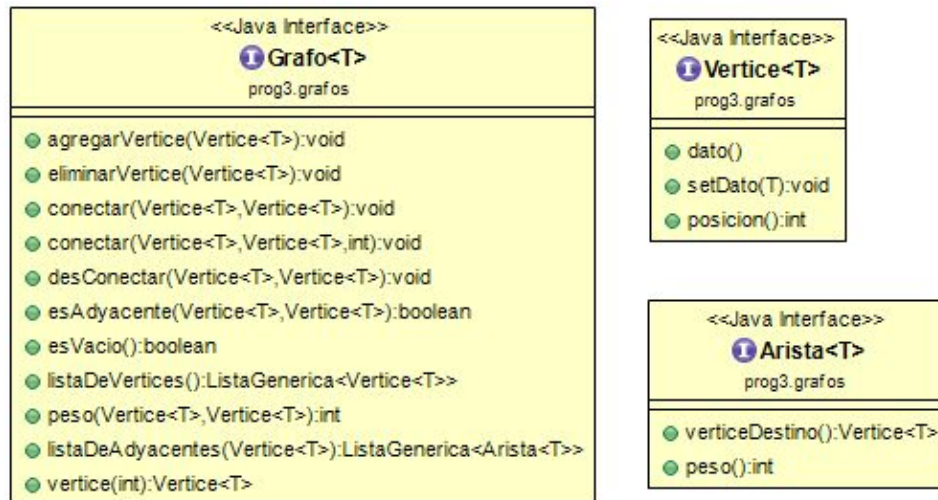 <<Java Interface>>
Grafo<T>
prog3.grafos
agregarVertice(Vertice<T>):void
eliminarVertice(Vertice<T>):void
conectar(Vertice<T>,Vertice<T>):void
conectar(Vertice<T>,Vertice<T>,int):void
desConectar(Vertice<T>,Vertice<T>):void
esAdyacente(Vertice<T>,Vertice<T>):boolean
esVacio():boolean
listaDeVertices():ListaGenerica<Vertice<T>>
peso(Vertice<T>,Vertice<T>):int
listaDeAdyacentes(Vertice<T>):ListaGenerica<Arista<T>>
vertice(int):Vertice<T>
<<Java Interface>>
Vertice<T>
prog3.grafos
dato()
setDato(T):void
posicion():int
<<Java Interface>>
Arista<T>
prog3.grafos
verticeDestino():Vertice<T>
peso():int